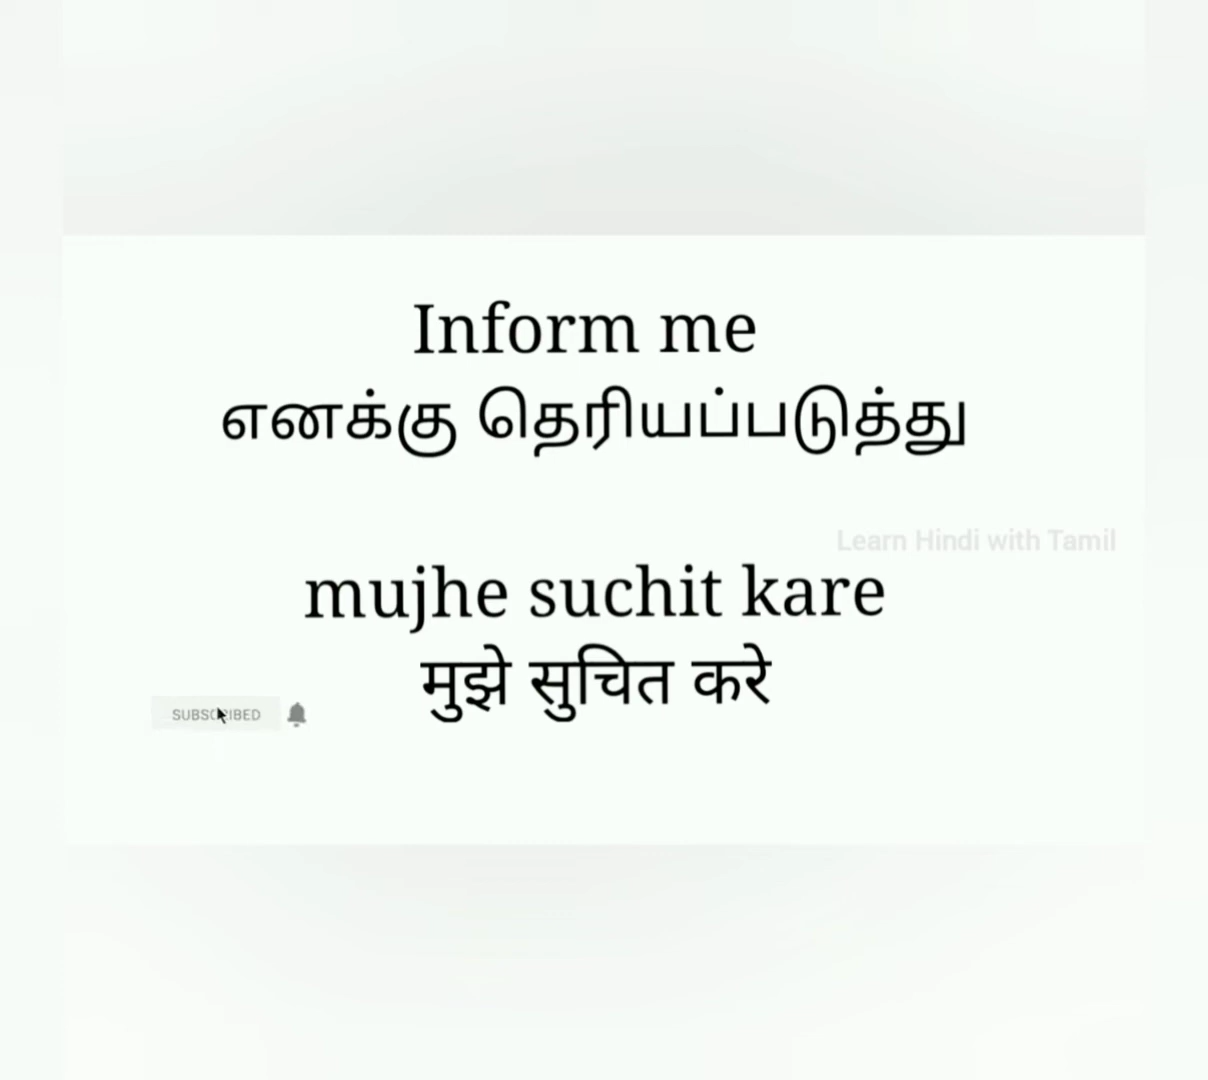 Inform me
எனக்கு தெரியப்படுத்து
Learn Hindi with Tamil
mujhe suchit kare
मुझे सुचित करे
SUBSCRIBED